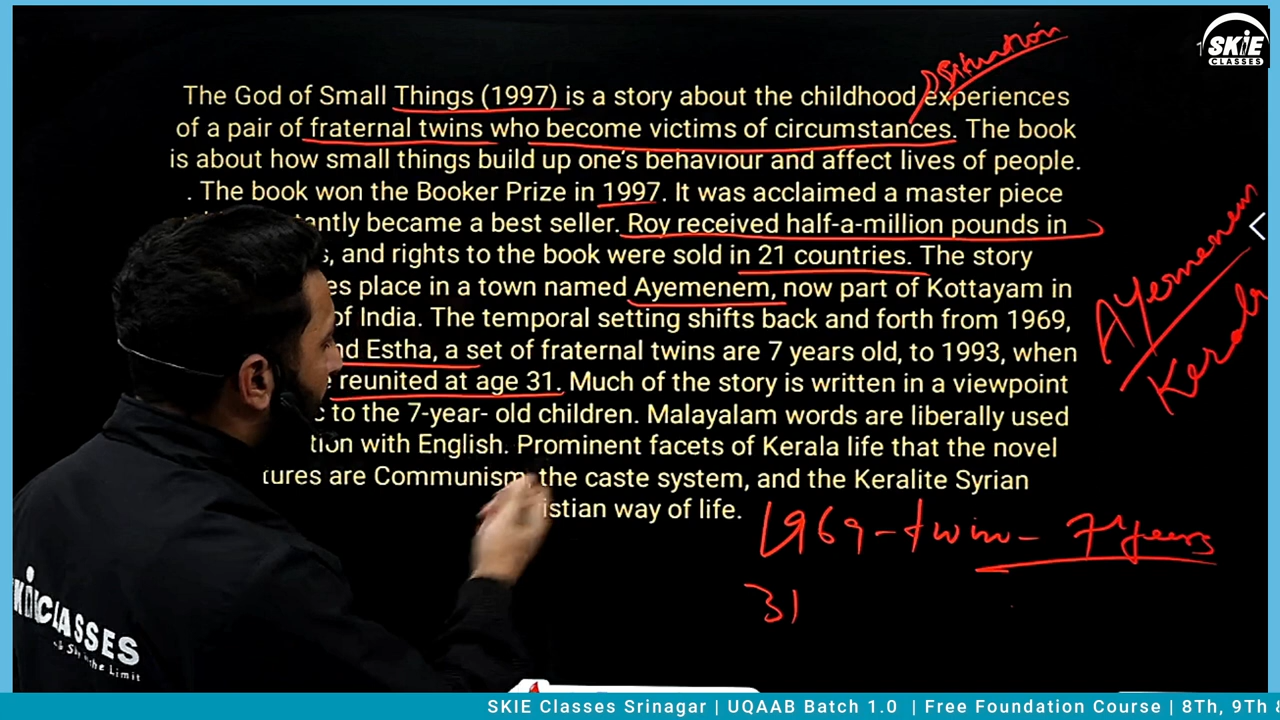 situation
SKIE
CLASSES
The God of Small Things (1997) is a story about the childhood experiences
of a pair of fraternal twins who become victims of circumstances. The book
is about how small things build up one's behaviour and affect lives of people.
. The book won the Booker Prize in 1997. It was acclaimed a master piece
became a best seller. Roy received half-a-million pounds in
, and rights to the book were sold in 21 countries. The story
place in a town named Ayemenem, now part of Kottayam in
of India. The temporal setting shifts back and forth from 1969,
Estha, a set of fraternal twins are 7 years old, to 1993, when
reunited at age 31. Much of the story is written in a viewpoint
to the 7-year- old children. Malayalam words are liberally used
with English. Prominent facets of Kerala life that the novel
are Communism, the caste system, and the Keralite Syrian
way of life.
Ayemenem
Kerala
1969 - twin - 7 years
31
SKIE CLASSES
SKIE Classes Srinagar | UQAAB Batch 1.0 | Free Foundation Course | 8Th, 9Th &